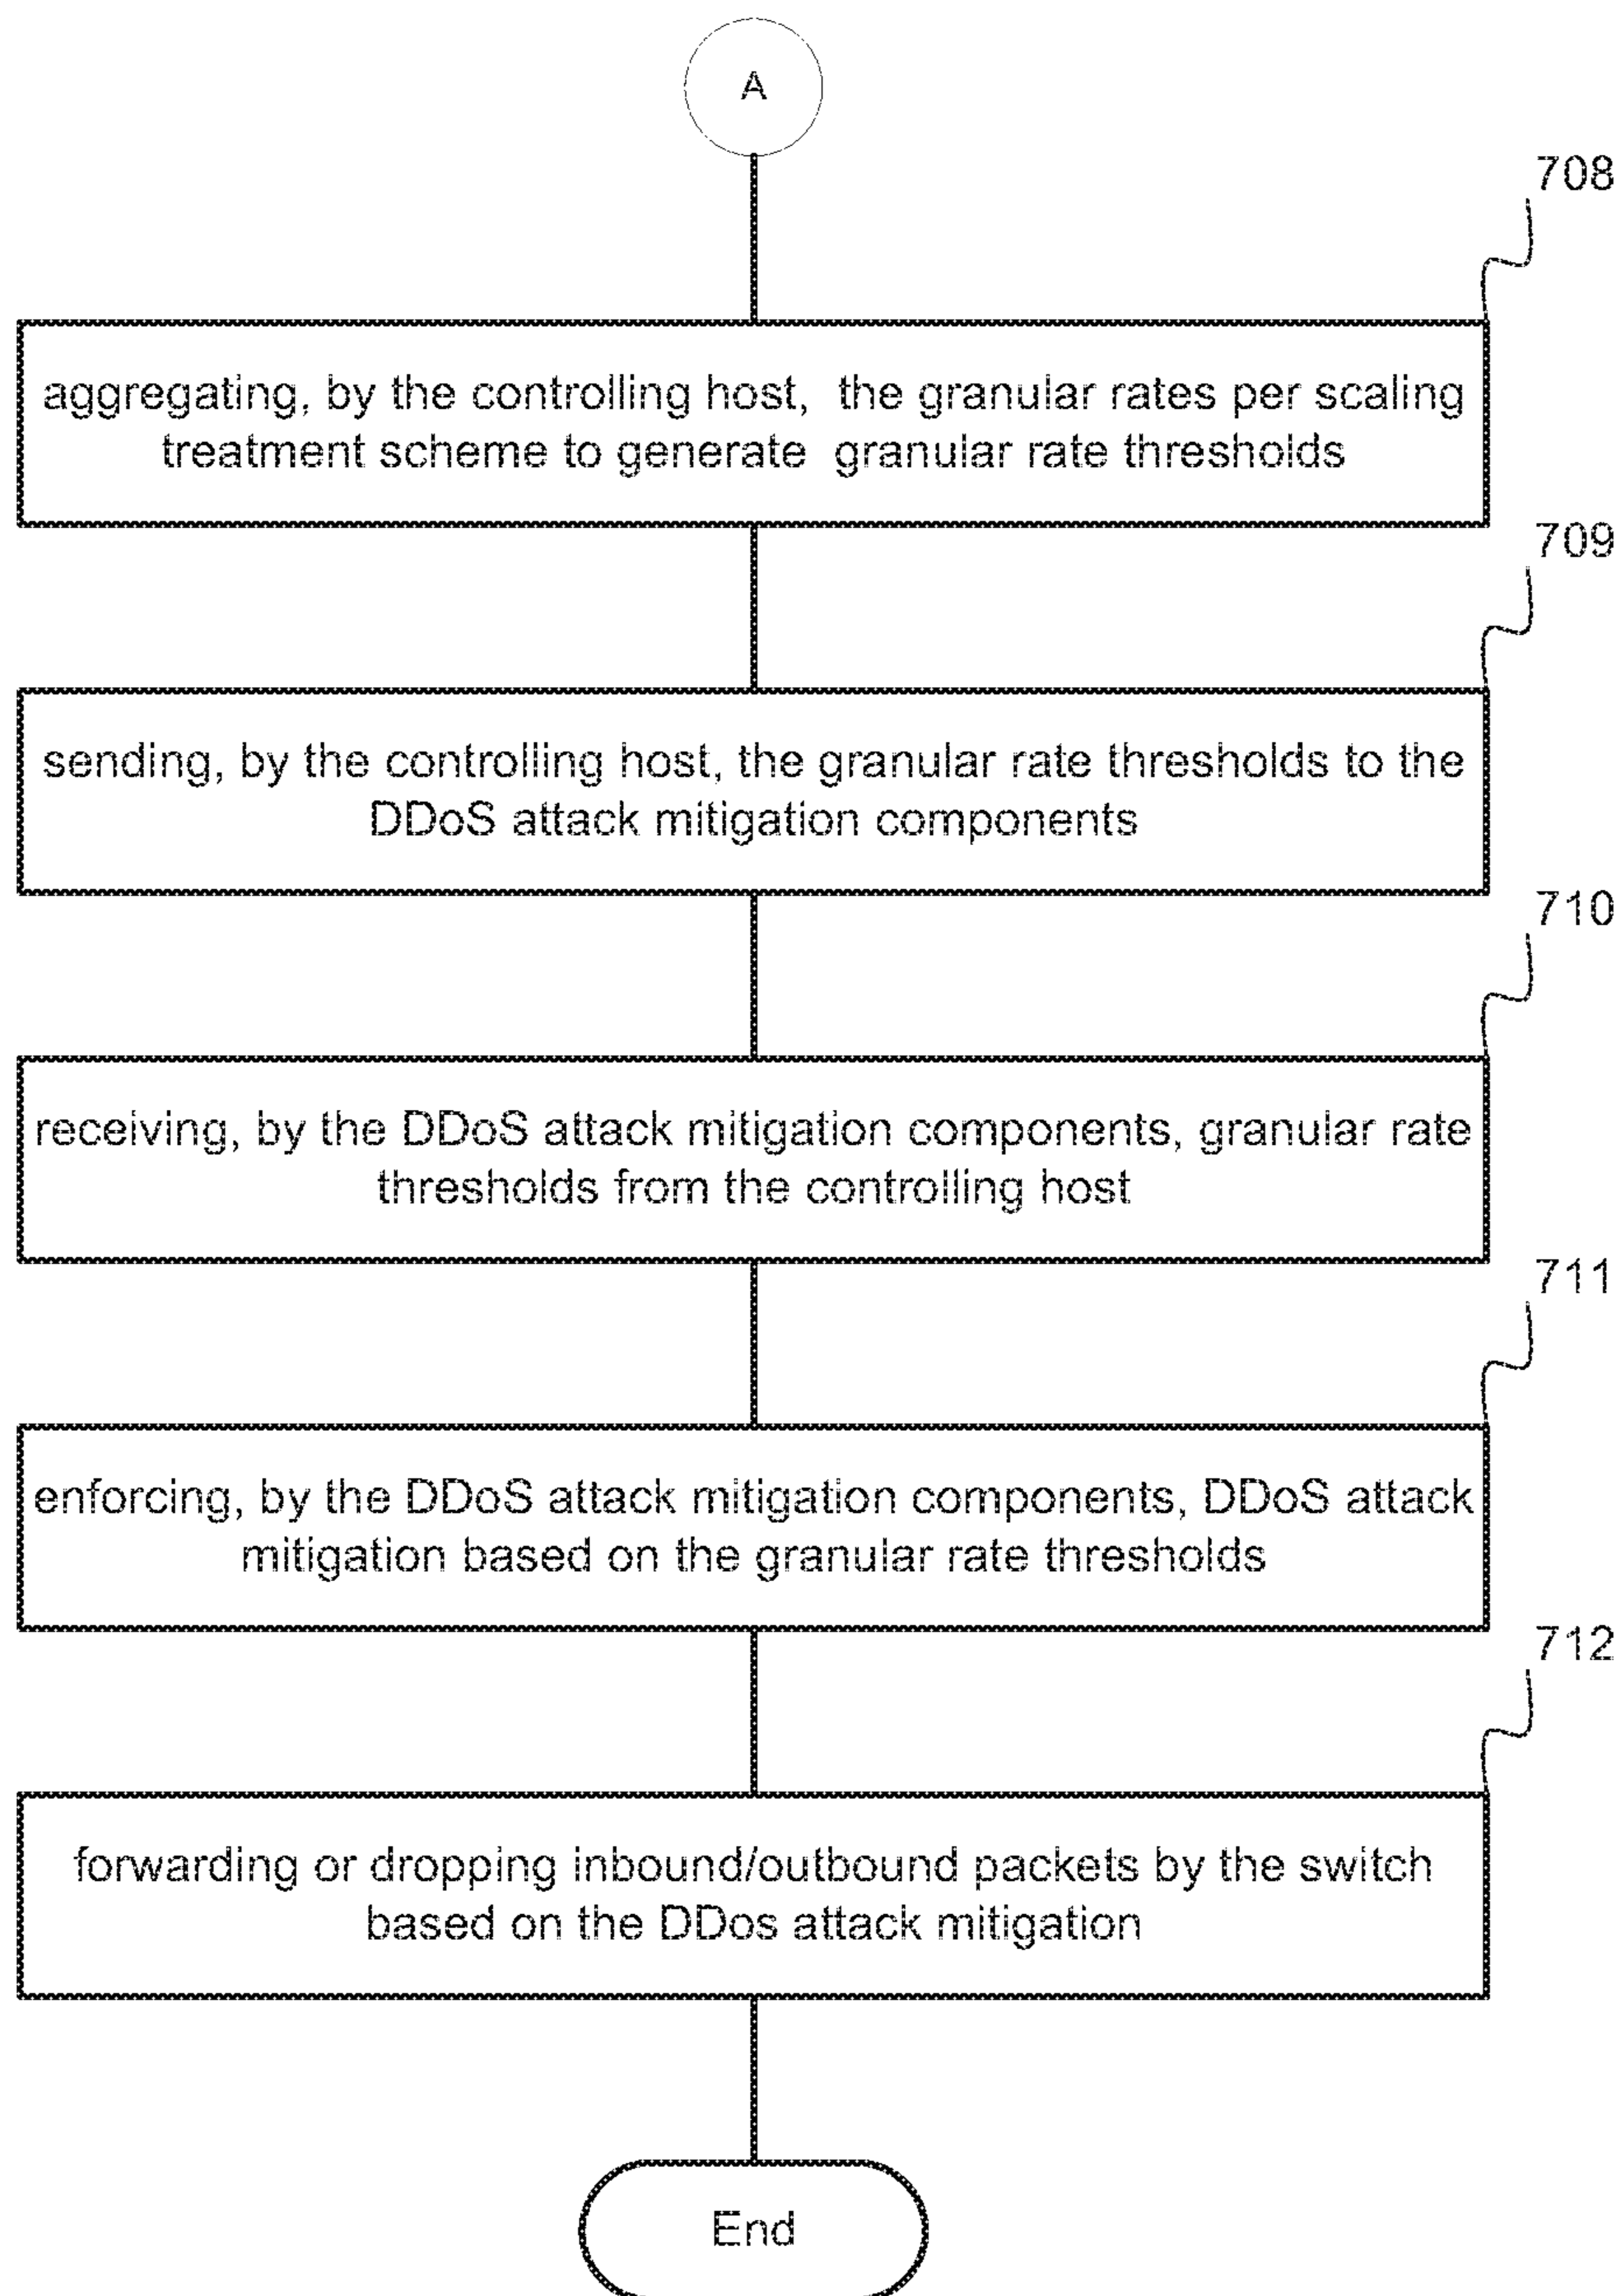 A
708
aggregating, by the controlling host, the granular rates per scaling
treatment scheme to generate granular rate thresholds
709
sending, by the controlling host, the granular rate thresholds to the
DDoS attack mitigation components
710
receiving, by the DDoS attack mitigation components, granular rate
thresholds from the controlling host
711
enforcing, by the DDoS attack mitigation components, DDoS attack
mitigation based on the granular rate thresholds
712
forwarding or dropping inbound/outbound packets by the switch
based on the DDos attack mitigation
End